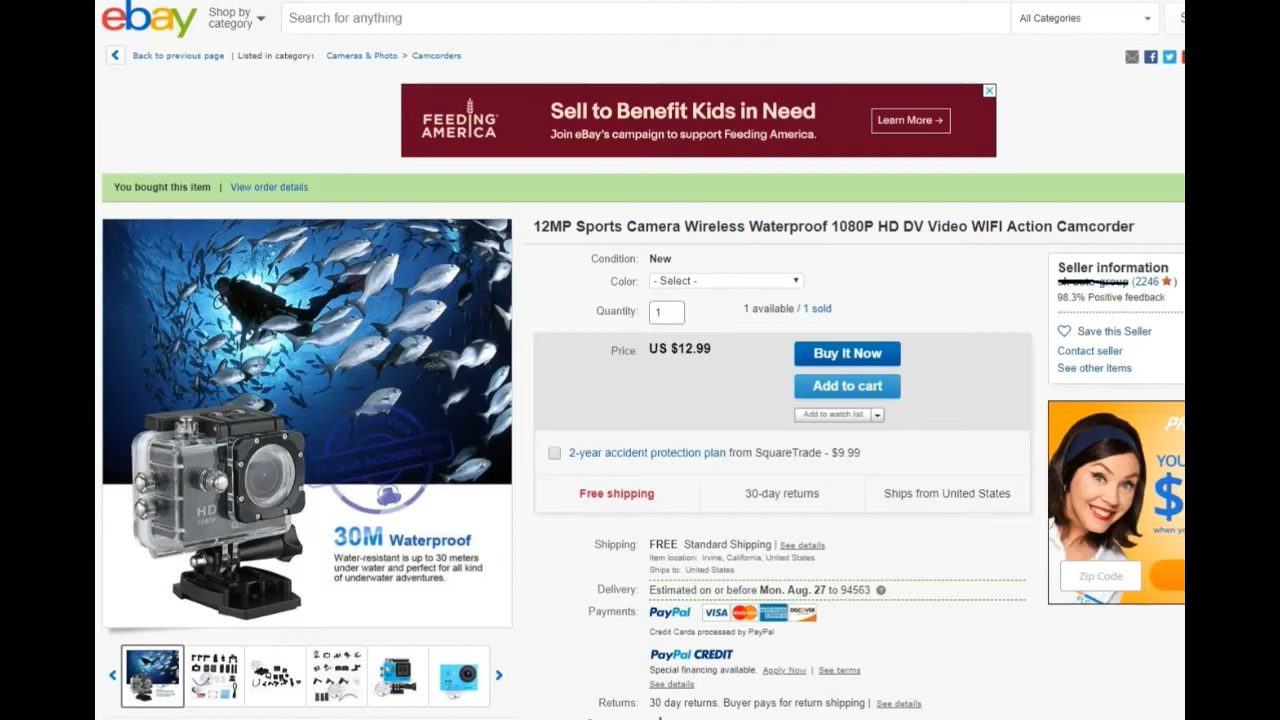 ebay
Shop by
category
Search for anything
All Categories
Back to previous page | Listed in category: Cameras & Photo > Camcorders
FEEDING
AMERICA
Sell to Benefit Kids in Need
Join eBay's campaign to support Feeding America.
Learn More →
You bought this item | View order details
12MP Sports Camera Wireless Waterproof 1080P HD DV Video WIFI Action Camcorder
Condition: New
Color: - Select -
Quantity: 1
1 available / 1 sold
Price: US $12.99
Buy It Now
Add to cart
Add to watch list
2-year accident protection plan from SquareTrade - $9.99
Free shipping
30-day returns
Ships from United States
Shipping: FREE Standard Shipping | See details
Item location: Irvine, California, United States
Ships to: United States
Delivery: Estimated on or before Mon. Aug. 27 to 94563
Payments: PayPal VISA MasterCard DISCOVER
Credit Cards processed by PayPal
PayPal CREDIT
Special financing available. Apply Now | See terms
See details
Returns: 30 day returns. Buyer pays for return shipping | See details
Seller information
(2246 )
98.3% Positive feedback
Save this Seller
Contact seller
See other items
YOU
$
when yo
Zip Code
HD
1080P
30M Waterproof
Water-resistant is up to 30 meters
under water and perfect for all kind
of underwater adventures.